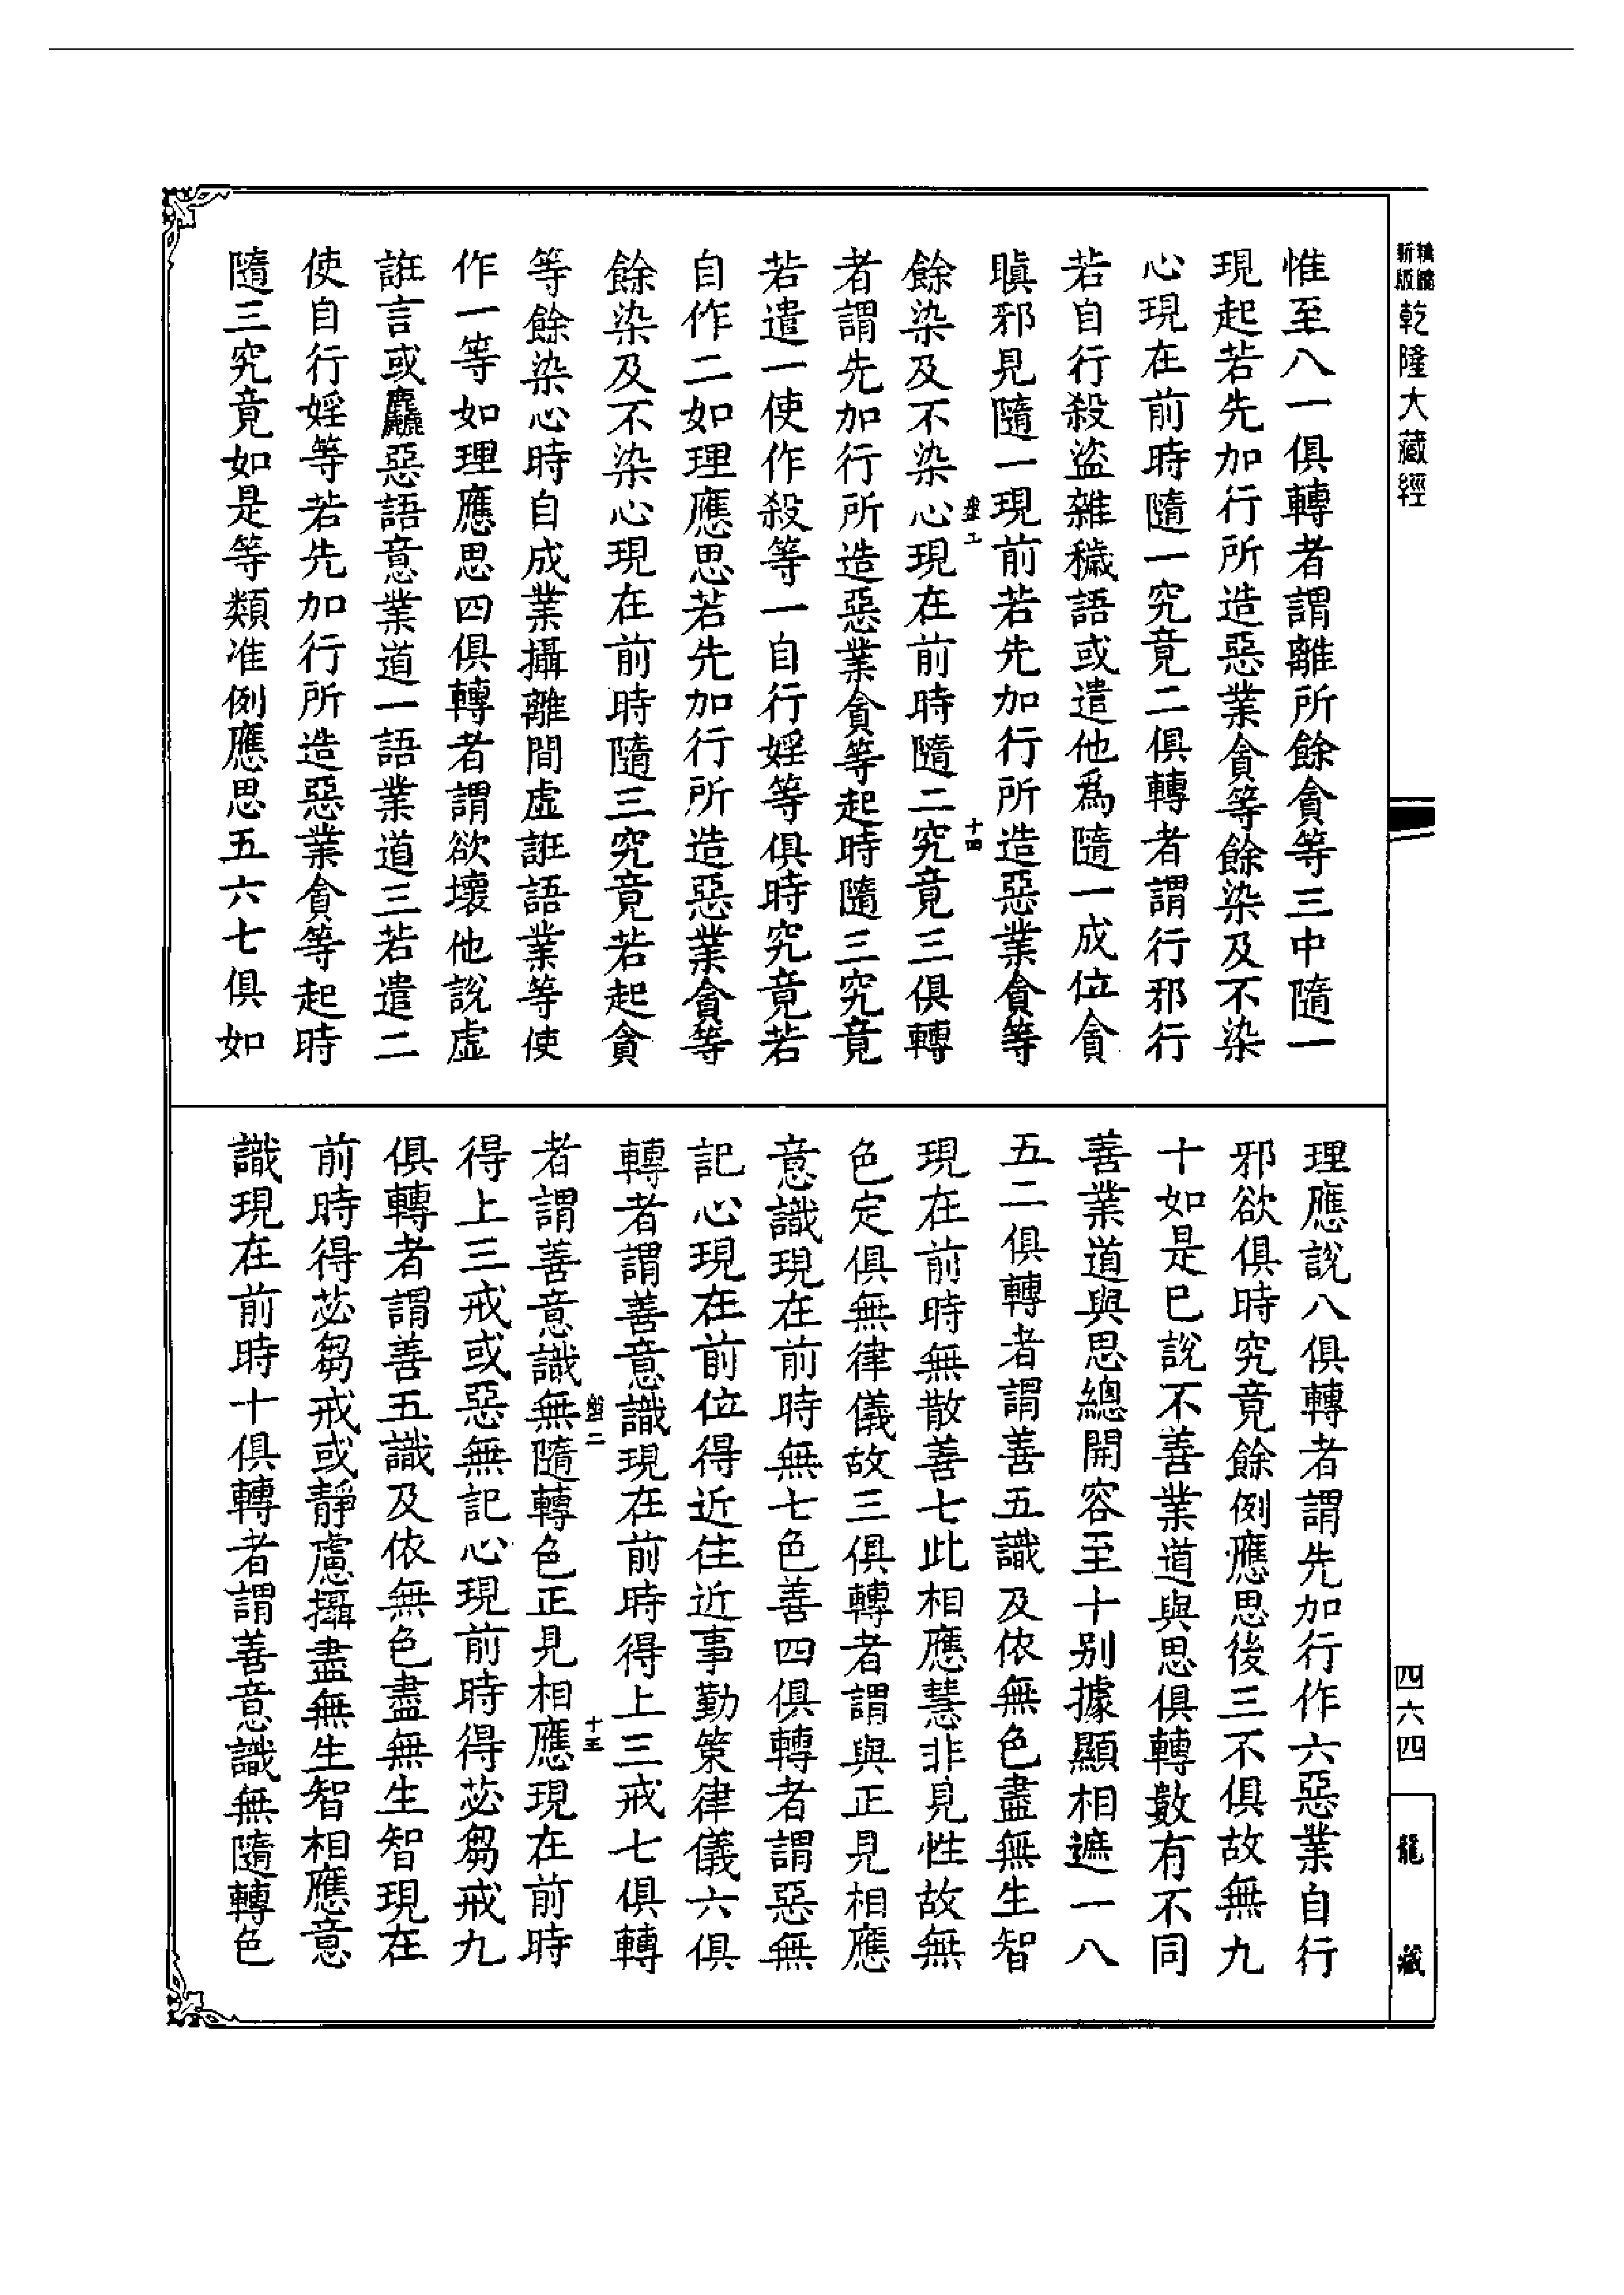 乾隆大藏經
惟至八一俱轉者謂離所餘貪等三中隨一
現起若先加行所造惡業貪等餘染及不染
心現在前時隨一究竟二俱轉者謂行邪行
若自行殺盜雜穢語或遣他為隨一成位貪
瞋邪見隨一現前若先加行所造惡業貪等
餘染及不染心現在前時隨二究竟三俱轉
十四
者謂先加行所造惡業貪等起時隨三究竟
若遣一使作殺等一自行婬等俱時究竟若
自作二如理應思若先加行所造惡業貪等
餘染及不染心現在前時隨三究竟若起貪
等餘染心時自成業攝離間虛誑語業等使
作一等如理應思四俱轉者謂欲壞他說虛
誑言或麤惡語意業道一語業道三若遣二
使自行婬等若先加行所造惡業貪等起時
隨三究竟如是等類准例應思五六七俱如
理應說八俱轉者謂先加行作六惡業自行
邪欲俱時究竟餘例應思後三不俱故無九
十如是已說不善業道與思俱轉數有不同
善業道與思總開容至十別據顯相遮一八
五二俱轉者謂善五識及依無色盡無生智
現在前時無散善七此相應慧非見性故無
色定俱無律儀故三俱轉者謂與正見相應
意識現在前時無七色善四俱轉者謂惡無
記心現在前位得近住近事勤策律儀六俱
轉者謂善意識現在前時得上三戒七俱轉
盤二
十五
者謂善意識無隨轉色正見相應現在前時
得上三戒或惡無記心現前時得苾芻戒九
俱轉者謂善五識及依無色盡無生智現在
前時得苾芻戒或靜慮攝盡無生智相應意
識現在前時十俱轉者謂善意識無隨轉色
四六四
龍藏